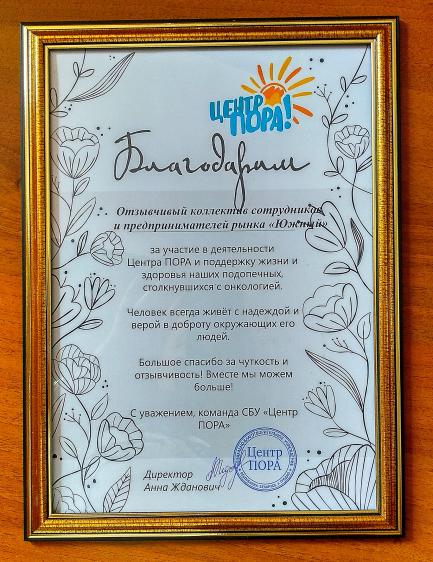 ЦЕНТР
ПОРА!
Благодарим
Отзывчивый коллектив сотрудников
и предпринимателей рынка «Южный»
за участие в деятельности
Центра ПОРА и поддержку жизни и
здоровья наших подопечных,
столкнувшихся с онкологией.
Человек всегда живёт с надеждой и
верой в доброту окружающих его
людей.
Большое спасибо за чуткость и
отзывчивость! Вместе мы можем
больше!
С уважением, команда СБУ «Центр
ПОРА»
Директор
Анна Жданович
Центр
ПОРА